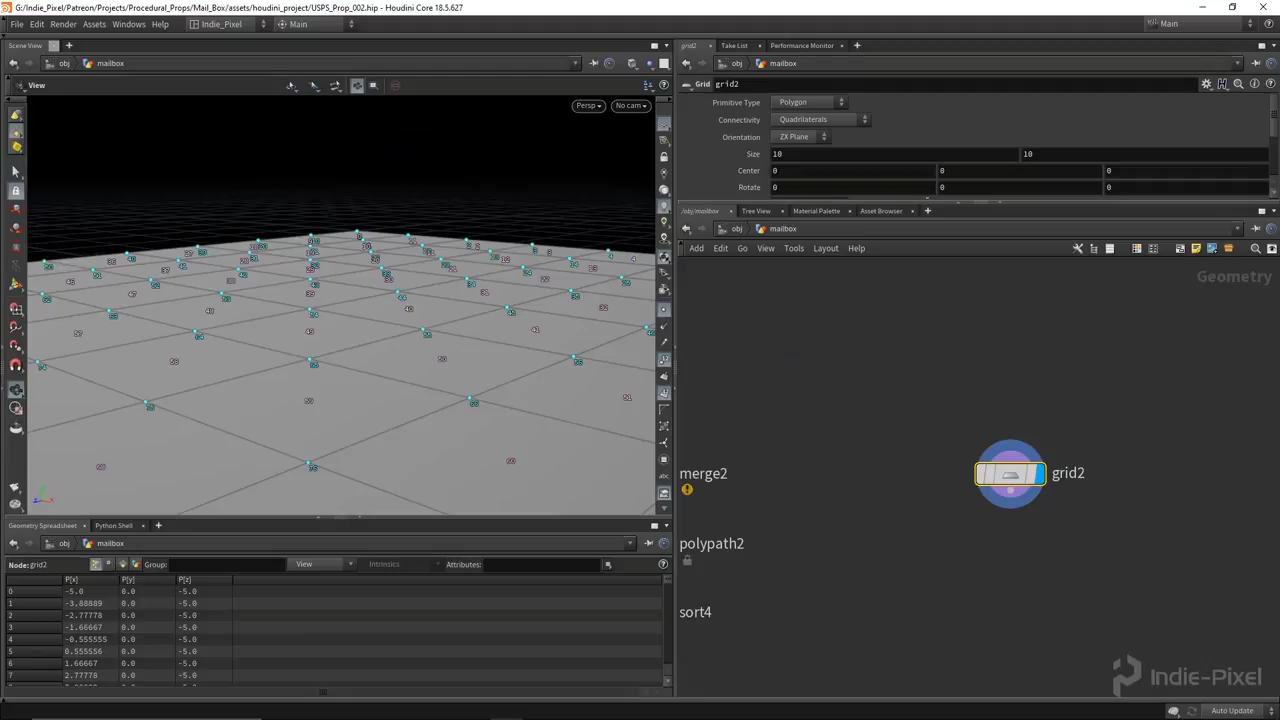 G:/Indie_Pixel/Patreon/Projects/Procedural_Props/Mail_Box/assets/houdini_project/USPS_Prop_002.hip - Houdini Core 18.5.627
File Edit Render Assets Windows Help Indie_Pixel Main Main
Scene View
obj mailbox
View
Persp No cam
grid2 Take List Performance Monitor
obj mailbox
Grid grid2
Primitive Type Polygon
Connectivity Quadrilaterals
Orientation ZX Plane
Size 10 10
Center 0 0 0
Rotate 0 0 0
/obj/mailbox Tree View Material Palette Asset Browser
obj mailbox
Add Edit Go View Tools Layout Help
Geometry
merge2
grid2
polypath2
sort4
Indie-Pixel
Geometry Spreadsheet Python Shell
obj mailbox
Node: grid2 Group: View Intrinsics Attributes:
P[x] P[y] P[z]
0 -5.0 0.0 -5.0
1 -3.88889 0.0 -5.0
2 -2.77778 0.0 -5.0
3 -1.66667 0.0 -5.0
4 -0.555555 0.0 -5.0
5 0.555556 0.0 -5.0
6 1.66667 0.0 -5.0
7 2.77778 0.0 -5.0
Auto Update